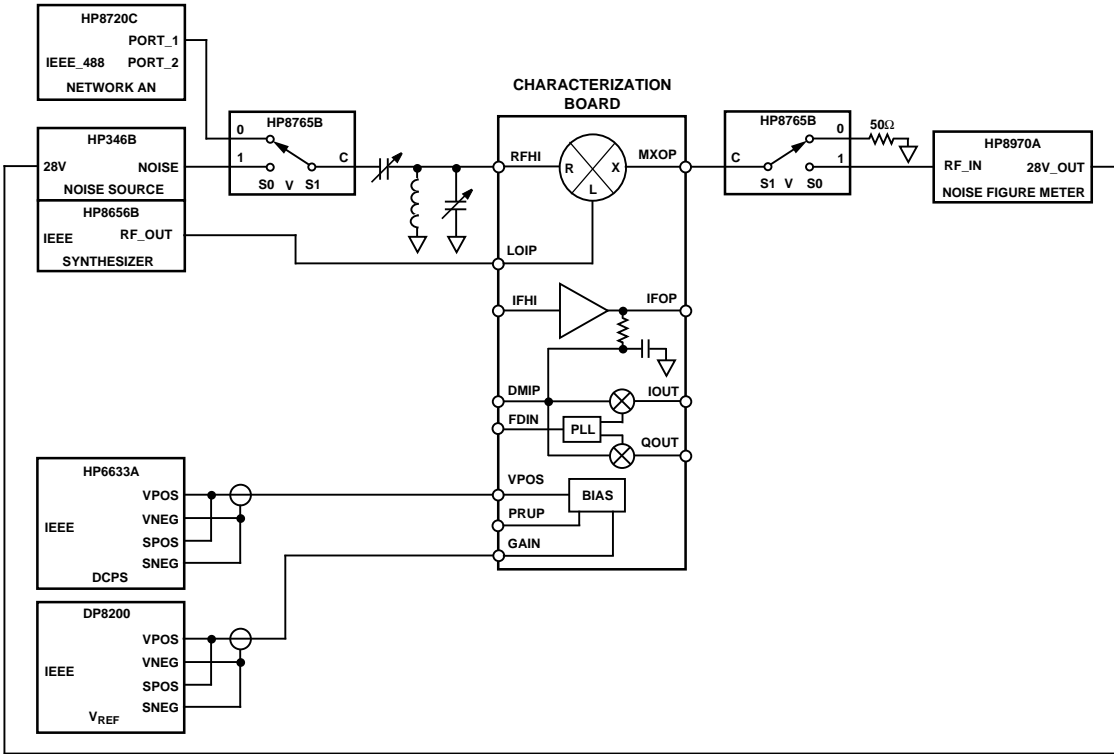 HP8720C
PORT_1
IEEE_488 PORT_2
NETWORK AN
HP346B
28V NOISE
NOISE SOURCE
HP8656B
IEEE RF_OUT
SYNTHESIZER
HP8765B
0
1
C
S0 V S1
CHARACTERIZATION
BOARD
RFHI
R
X
L
MXOP
LOIP
IFHI
IFOP
DMIP
IOUT
FDIN
PLL
QOUT
VPOS
BIAS
PRUP
GAIN
HP8765B
0
C
1
S1 V S0
50Ω
HP8970A
RF_IN 28V_OUT
NOISE FIGURE METER
HP6633A
VPOS
VNEG
IEEE
SPOS
SNEG
DCPS
DP8200
VPOS
VNEG
IEEE
SPOS
SNEG
VREF